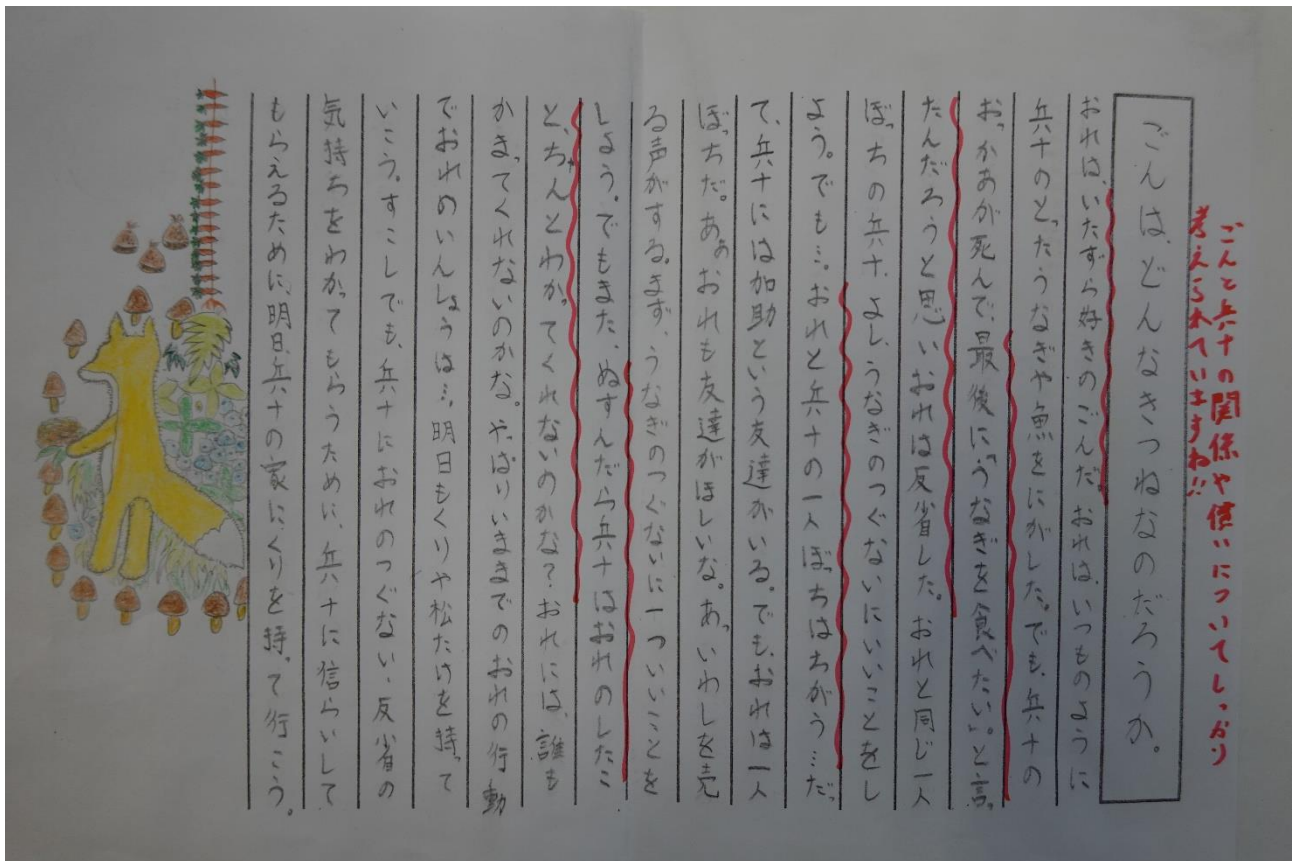 ごんと兵十の関係や償いについてしっかり
考えられていますね!!
ごんは、どんなきつねなのだろうか。
おれは、いたずら好きのごんだ。おれは、いつものように
兵十のとったうなぎや魚をにがした。でも、兵十の
おっかあが死んで、最後に「うなぎを食べたい。」と言っ
たんだろうと思いおれは反省した。おれと同じ一人
ぼっちの兵十、よし、うなぎのつぐないにいいことをし
よう。でも…。おれと兵十の一人ぼっちはちがう…だっ
て、兵十には加助という友達がいる。でも、おれは一人
ぼっちだ。あぁおれも友達がほしいな。あっ、いわしを売
る声がする。まず、うなぎのつぐないに一ついいことを
しよう。でもまた、ぬすんだら兵十はおれのしたこ
と、ちゃんとわかってくれないのかな?おれには、誰も
かまってくれないのかな。やっぱりいままでのおれの行動
でおれのいんしょうは…。明日もくりや松たけを持って
いこう。すこしでも、兵十におれのつぐない、反省の
気持ちをわかってもらうために、兵十に信らいして
もらえるために、明日、兵十の家にくりを持って行こう。